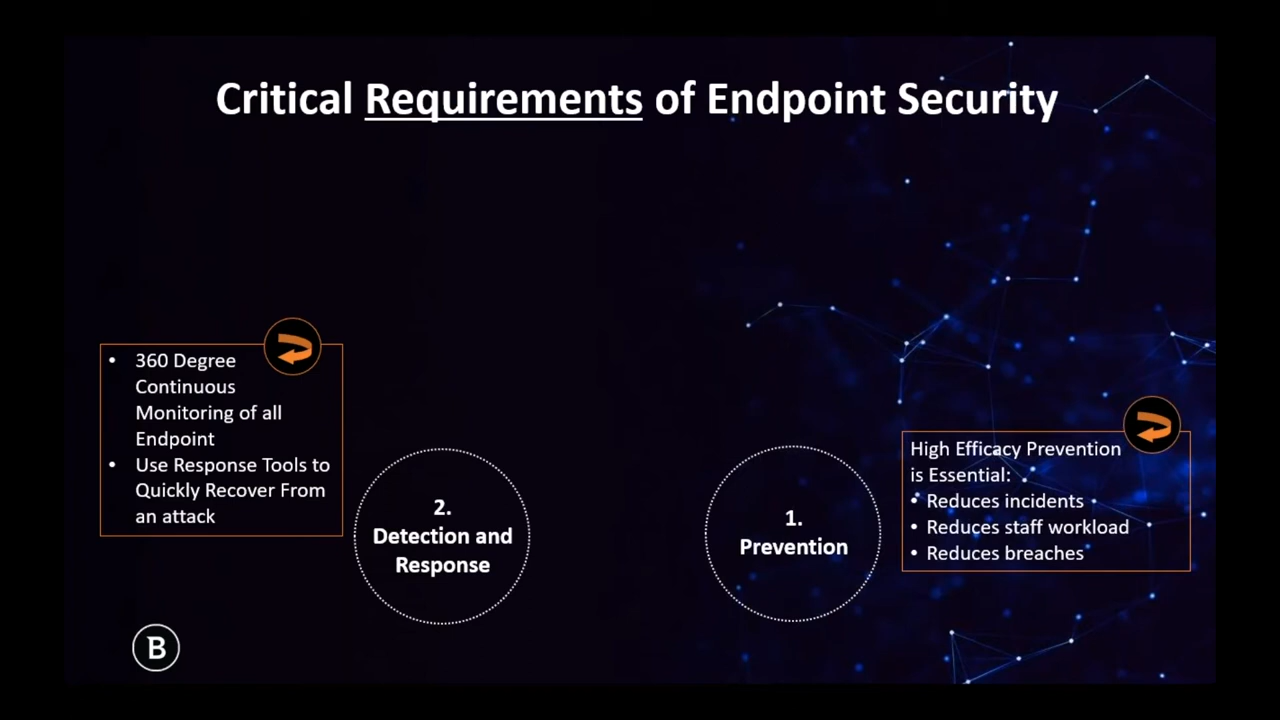 Critical Requirements of Endpoint Security
• 360 Degree
Continuous
Monitoring of all
Endpoint
• Use Response Tools to
Quickly Recover From
an attack
2.
Detection and
Response
1.
Prevention
High Efficacy Prevention
is Essential:
• Reduces incidents
• Reduces staff workload
• Reduces breaches
B